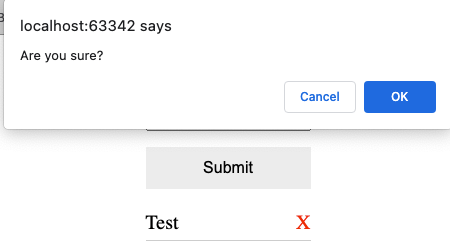 localhost:63342 says
Are you sure?
Cancel
OK
Submit
Test X